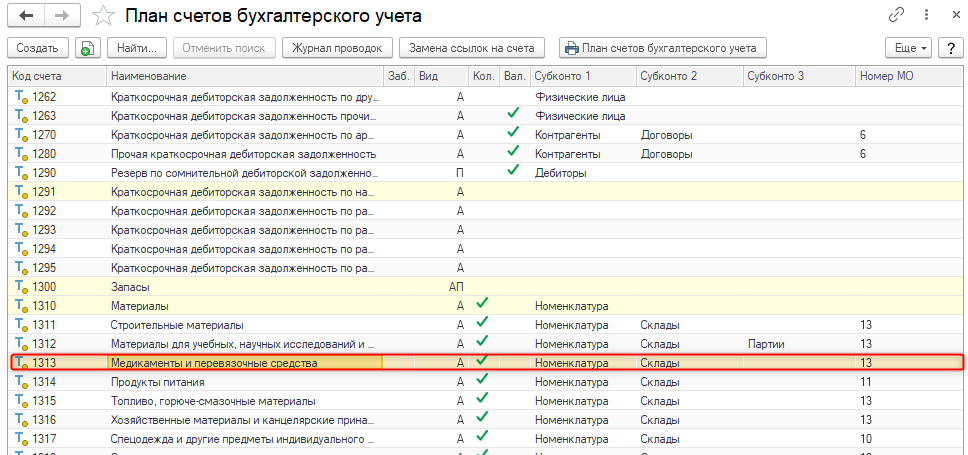 План счетов бухгалтерского учета
Создать Найти... Отменить поиск Журнал проводок Замена ссылок на счета План счетов бухгалтерского учета Еще ?
Код счета Наименование Заб. Вид Кол. Вал. Субконто 1 Субконто 2 Субконто 3 Номер МО
1262 Краткосрочная дебиторская задолженность по дру... А Физические лица
1263 Краткосрочная дебиторская задолженность прочи... А Физические лица
1270 Краткосрочная дебиторская задолженность по ар... А Контрагенты Договоры 6
1280 Прочая краткосрочная дебиторская задолженность А Контрагенты Договоры 6
1290 Резерв по сомнительной дебиторской задолженно... П Дебиторы
1291 Краткосрочная дебиторская задолженность по на... А
1292 Краткосрочная дебиторская задолженность по ра... А
1293 Краткосрочная дебиторская задолженность по ра... А
1294 Краткосрочная дебиторская задолженность по ра... А
1295 Краткосрочная дебиторская задолженность по ра... А
1300 Запасы АП
1310 Материалы А Номенклатура
1311 Строительные материалы А Номенклатура Склады 13
1312 Материалы для учебных, научных исследований и ... А Номенклатура Склады Партии 13
1313 Медикаменты и перевязочные средства А Номенклатура Склады 13
1314 Продукты питания А Номенклатура Склады 11
1315 Топливо, горюче-смазочные материалы А Номенклатура Склады 13
1316 Хозяйственные материалы и канцелярские прина... А Номенклатура Склады 13
1317 Спецодежда и другие предметы индивидуального ... А Номенклатура Склады 10